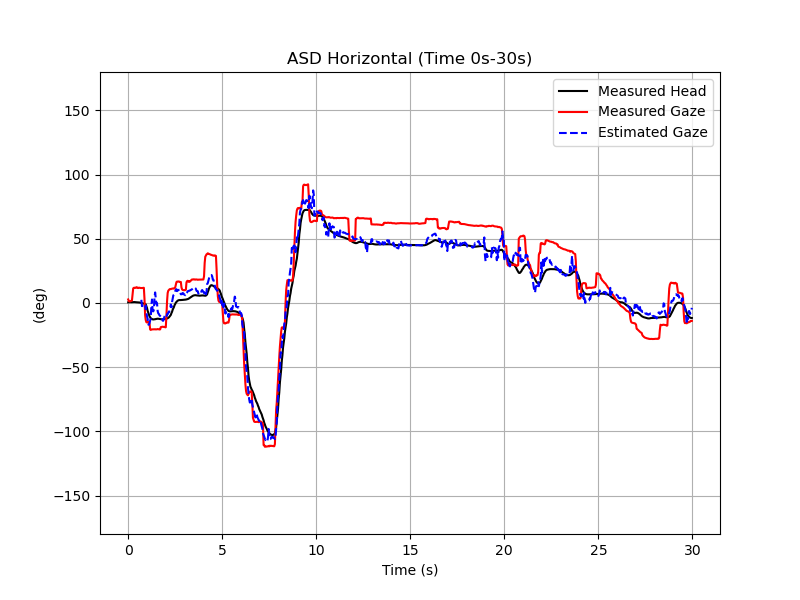 ASD Horizontal (Time 0s-30s)
Measured Head
Measured Gaze
Estimated Gaze
150
100
50
0
−50
−100
−150
(deg)
0 5 10 15 20 25 30
Time (s)